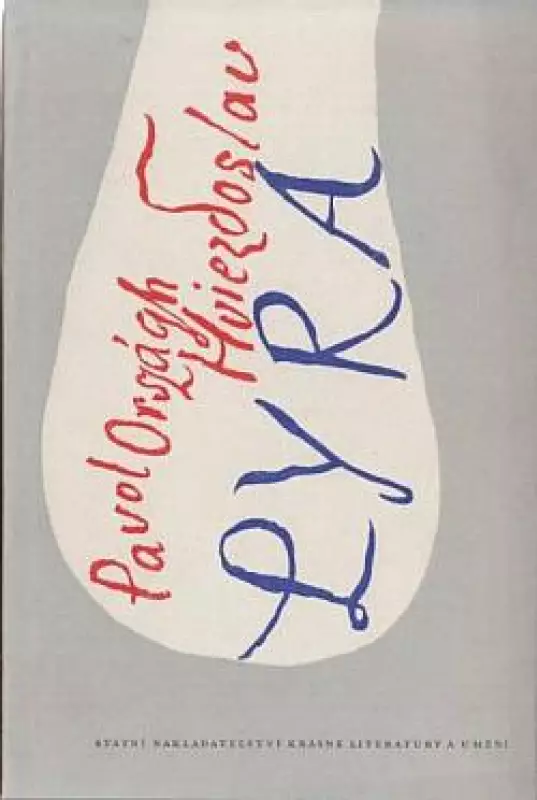 Pavol Országh
Hviezdoslav
LYRA
STÁTNÍ NAKLADATELSTVÍ KRÁSNÉ LITERATURY A UMĚNÍ